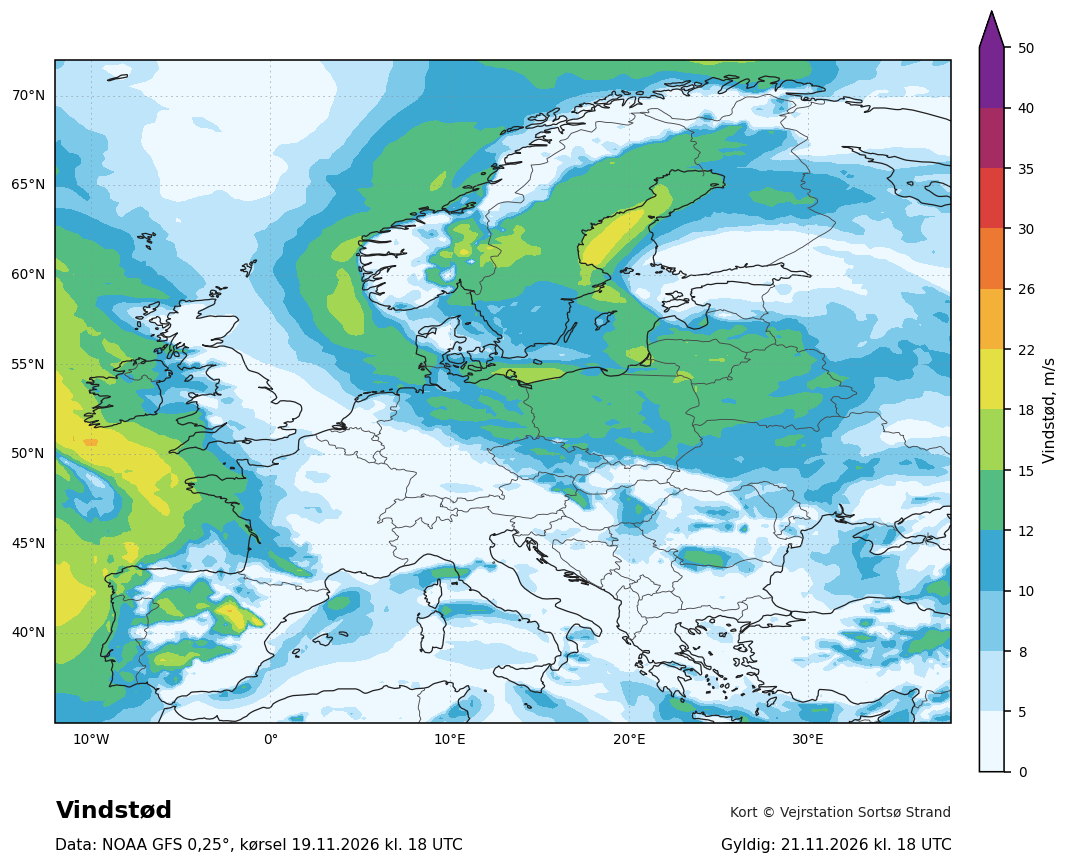 50
40
35
30
26
22
18
15
12
10
8
5
0
Vindstød, m/s
70°N
65°N
60°N
55°N
50°N
45°N
40°N
10°W
0°
10°E
20°E
30°E
Vindstød
Kort © Vejrstation Sortsø Strand
Data: NOAA GFS 0,25°, kørsel 19.11.2026 kl. 18 UTC
Gyldig: 21.11.2026 kl. 18 UTC